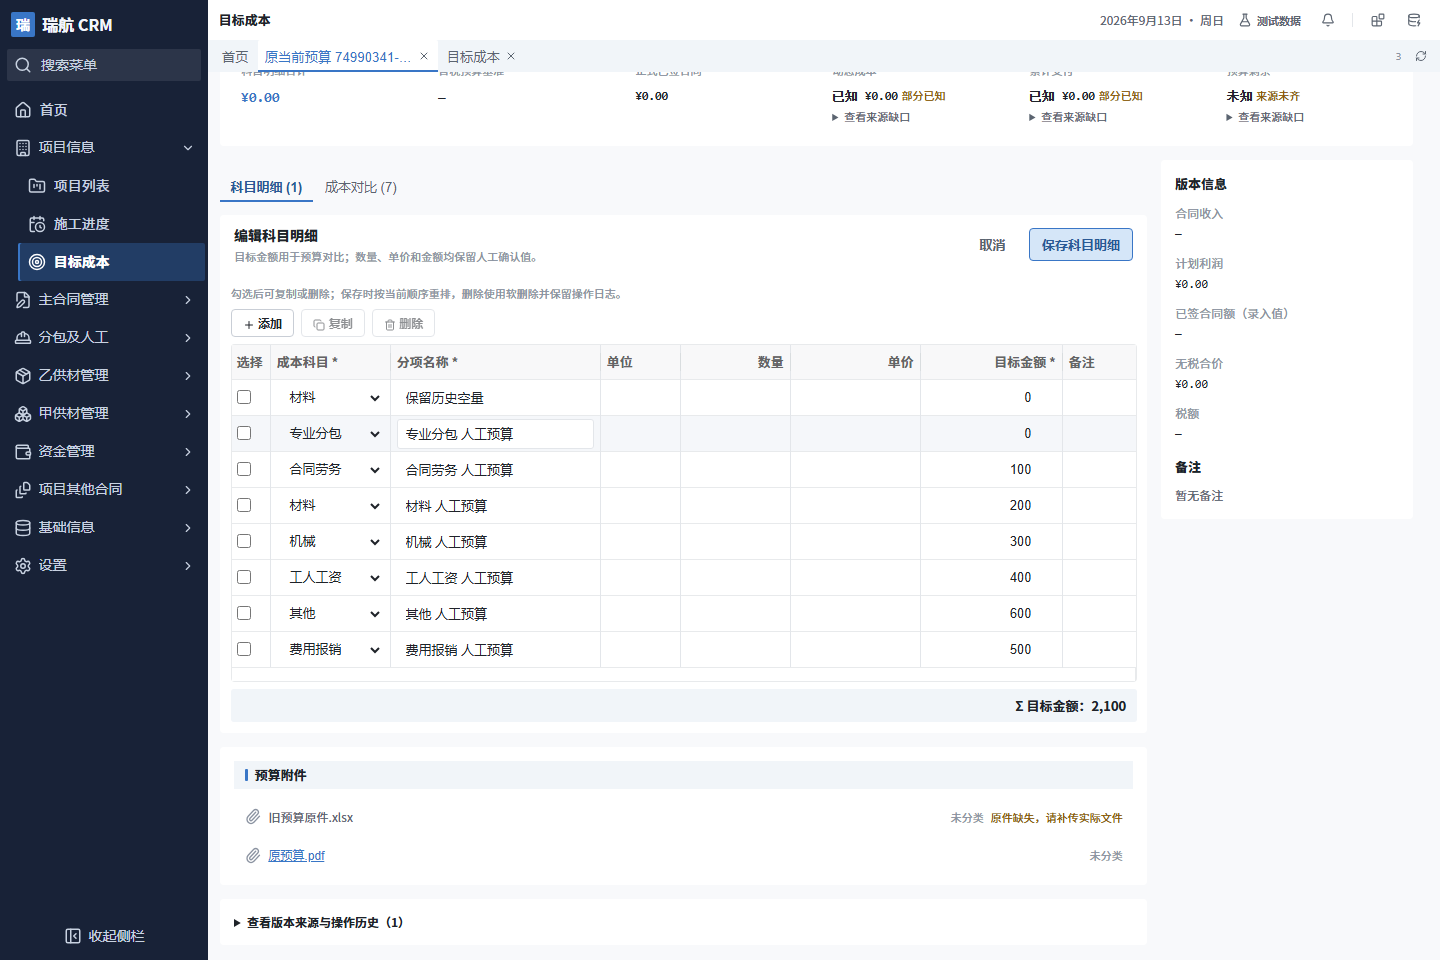 瑞 瑞航 CRM
搜索菜单
首页
项目信息
项目列表
施工进度
目标成本
主合同管理
分包及人工
乙供材管理
甲供材管理
资金管理
项目其他合同
基础信息
设置
收起侧栏
目标成本
2026年9月13日 • 周日 测试数据
首页 原当前预算 74990341-... × 目标成本 × 3
¥0.00 – ¥0.00 已知 ¥0.00 部分已知 已知 ¥0.00 部分已知 未知 来源未齐
▶ 查看来源缺口 ▶ 查看来源缺口 ▶ 查看来源缺口
科目明细 (1) 成本对比 (7)
编辑科目明细
目标金额用于预算对比；数量、单价和金额均保留人工确认值。
取消 保存科目明细
勾选后可复制或删除；保存时按当前顺序重排，删除使用软删除并保留操作日志。
+ 添加 复制 删除
选择 成本科目 * 分项名称 * 单位 数量 单价 目标金额 * 备注
材料 保留历史空量 0
专业分包 专业分包 人工预算 0
合同劳务 合同劳务 人工预算 100
材料 材料 人工预算 200
机械 机械 人工预算 300
工人工资 工人工资 人工预算 400
其他 其他 人工预算 600
费用报销 费用报销 人工预算 500
Σ 目标金额：2,100
预算附件
旧预算原件.xlsx 未分类 原件缺失，请补传实际文件
原预算.pdf 未分类
▶ 查看版本来源与操作历史（1）
版本信息
合同收入
–
计划利润
¥0.00
已签合同额（录入值）
–
无税合价
¥0.00
税额
–
备注
暂无备注